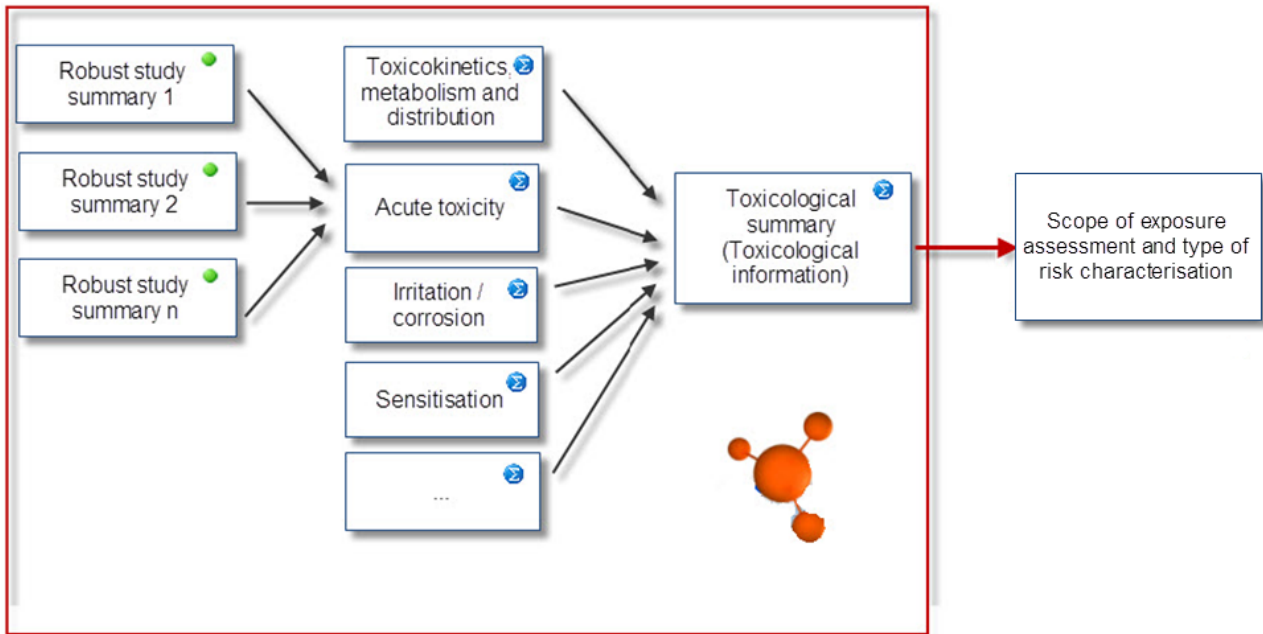 Robust study
summary 1
Robust study
summary 2
Robust study
summary n
Toxicokinetics,
metabolism and
distribution
Σ
Acute toxicity
Σ
Irritation /
corrosion
Σ
Sensitisation
Σ
...
Σ
Toxicological
summary
(Toxicological
information)
Σ
Scope of exposure
assessment and type of
risk characterisation